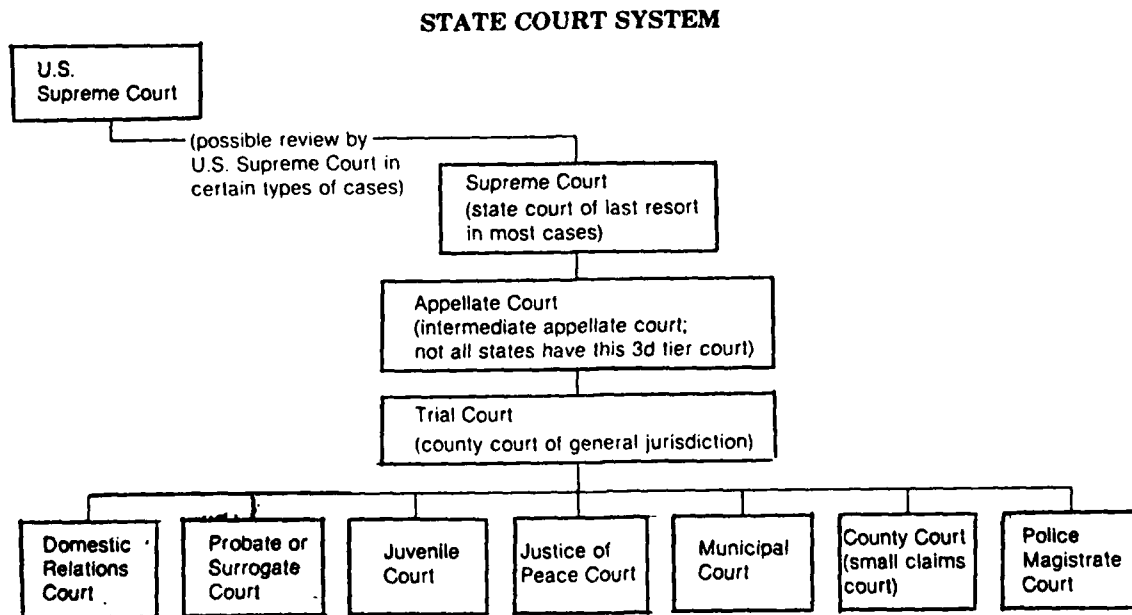 STATE COURT SYSTEM
U.S.
Supreme Court
(possible review by
U.S. Supreme Court in
certain types of cases)
Supreme Court
(state court of last resort
in most cases)
Appellate Court
(intermediate appellate court;
not all states have this 3d tier court)
Trial Court
(county court of general jurisdiction)
Domestic
Relations
Court
Probate or
Surrogate
Court
Juvenile
Court
Justice of
Peace Court
Municipal
Court
County Court
(small claims
court)
Police
Magistrate
Court